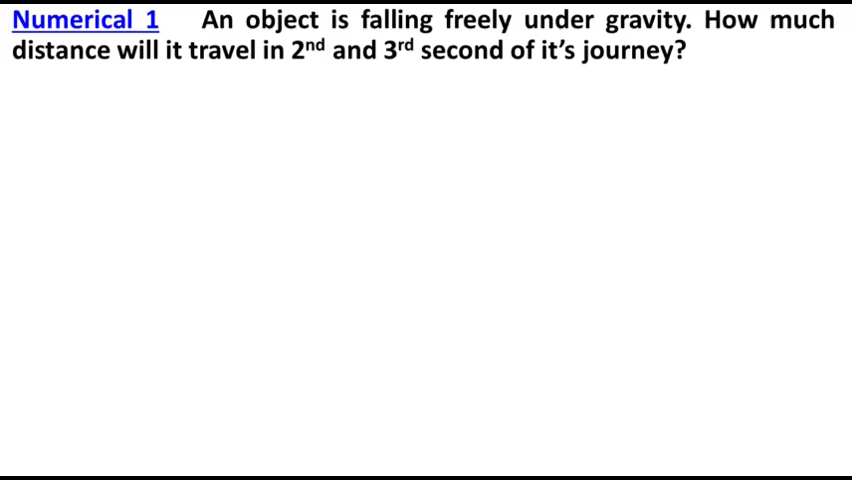 Numerical 1 An object is falling freely under gravity. How much
distance will it travel in 2nd and 3rd second of it’s journey?